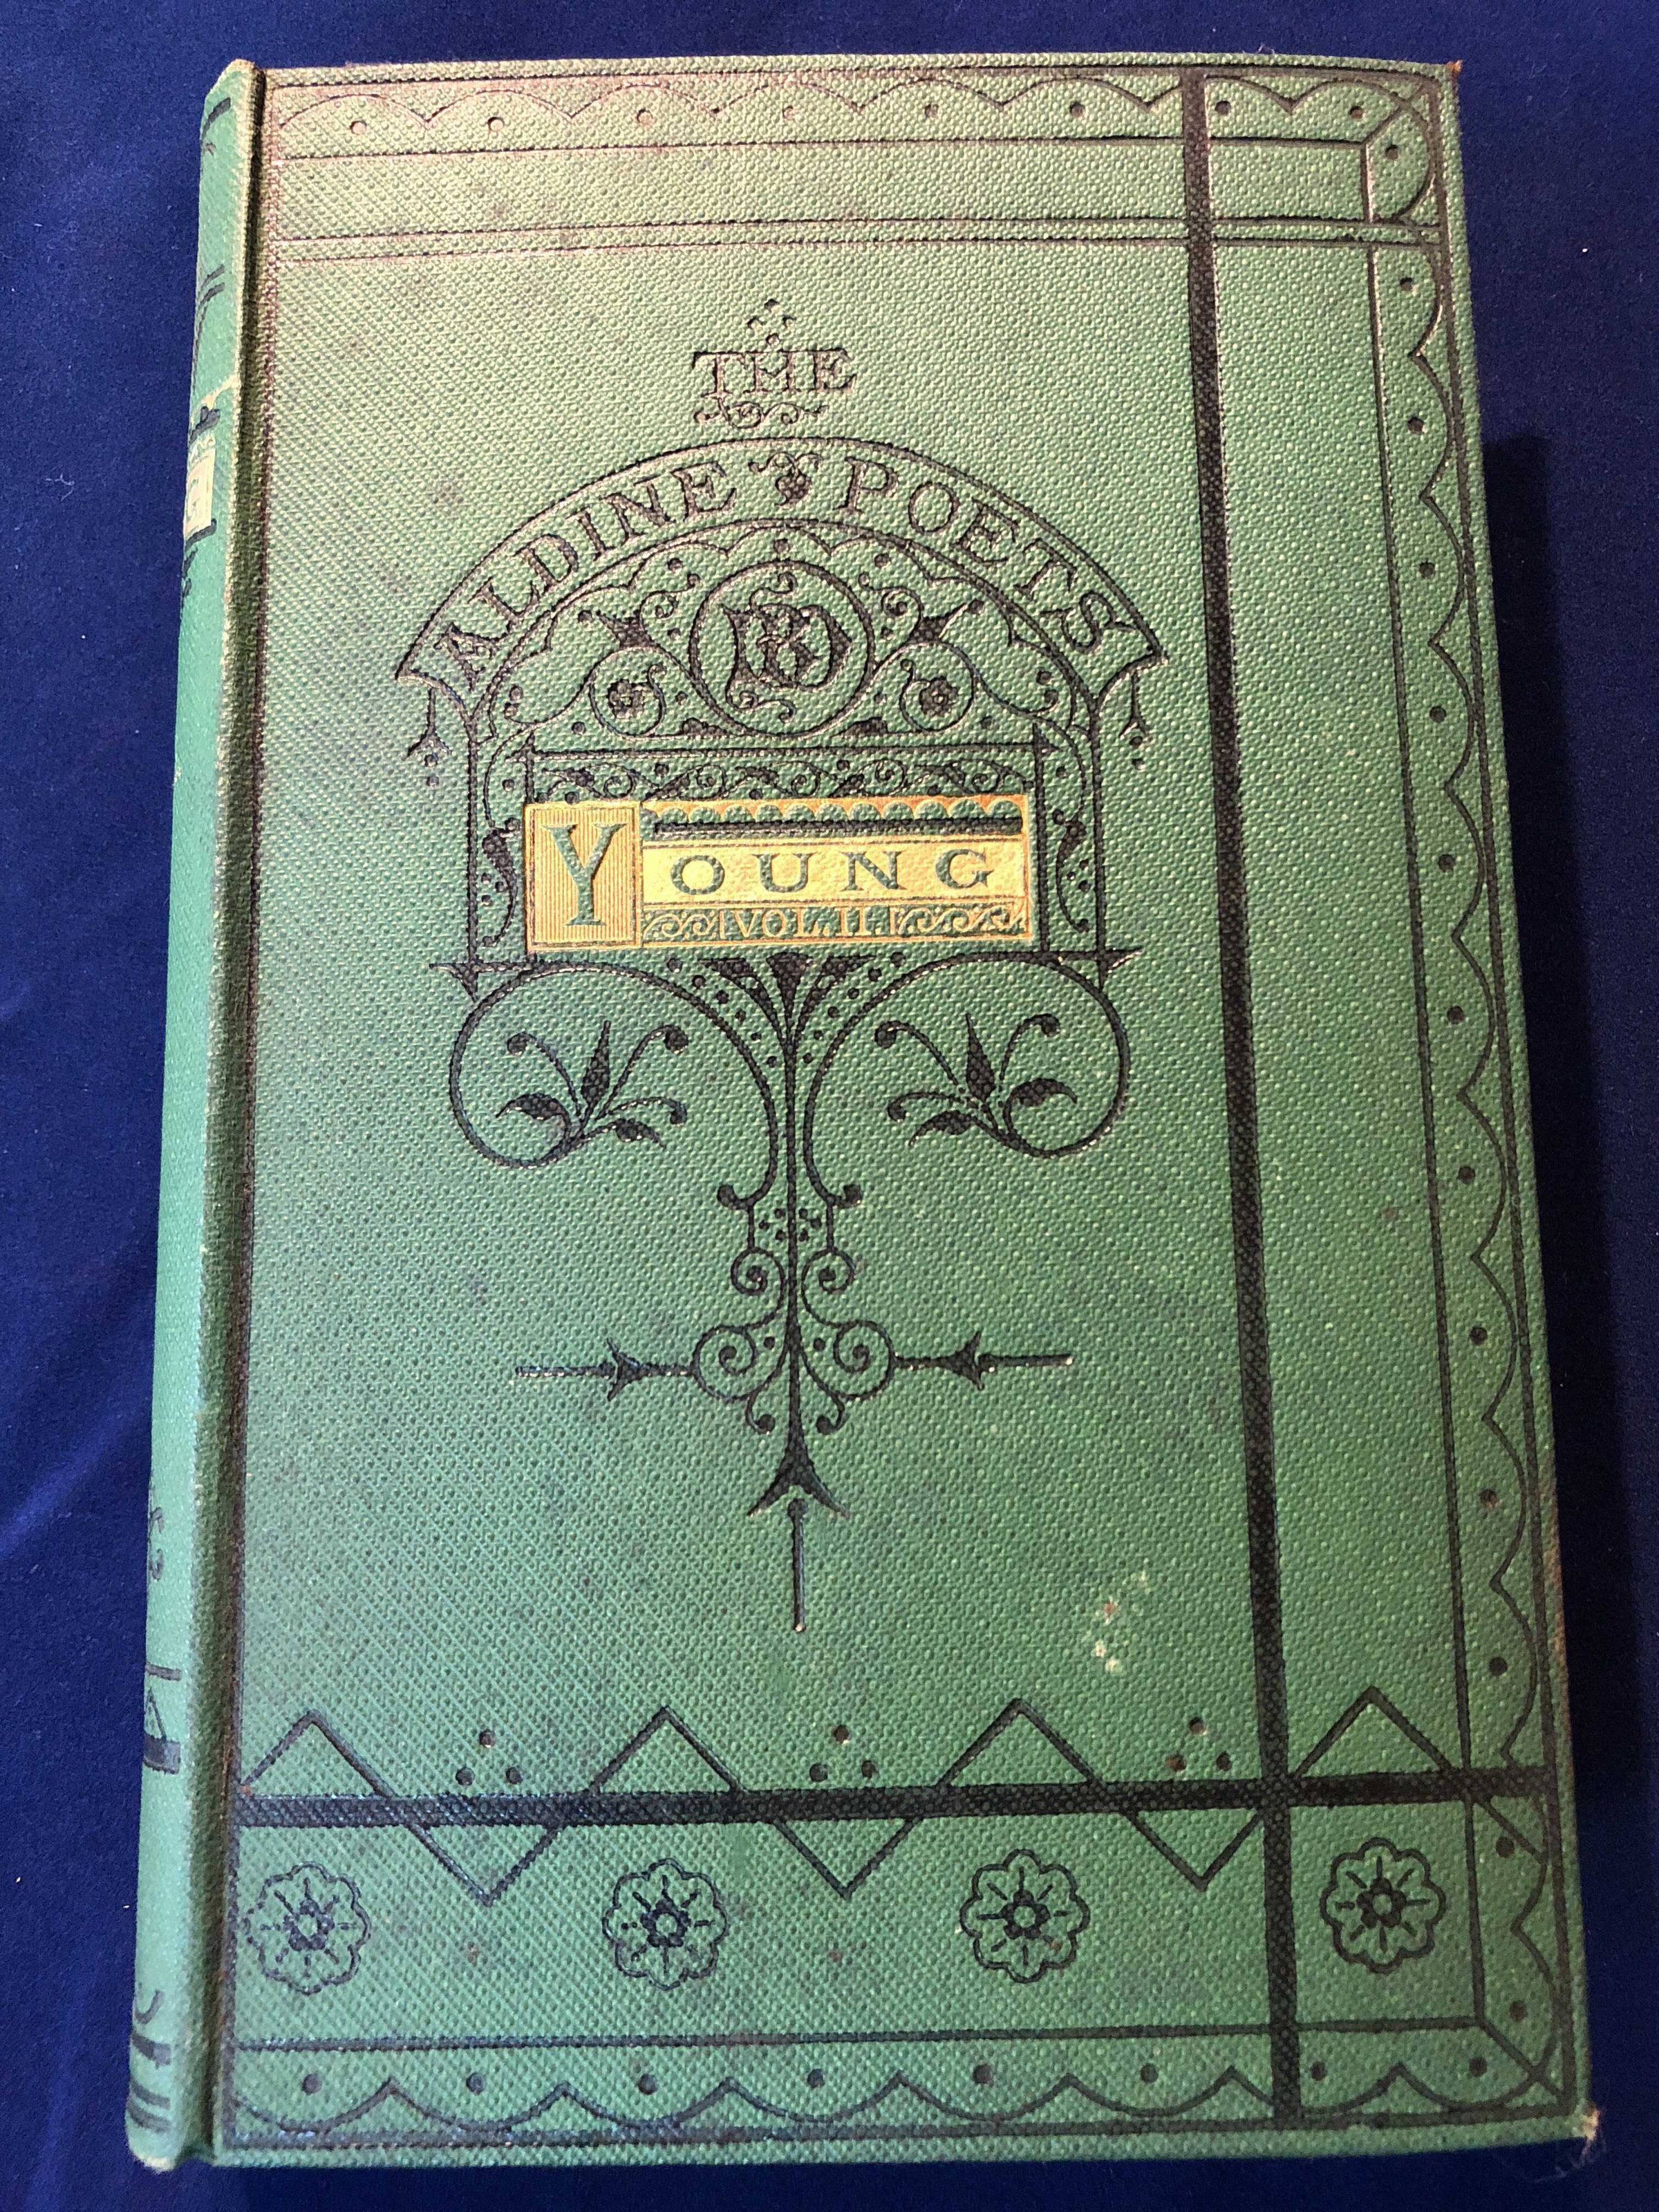 THE
ALDINE POETS
YOUNG
VOL. II.